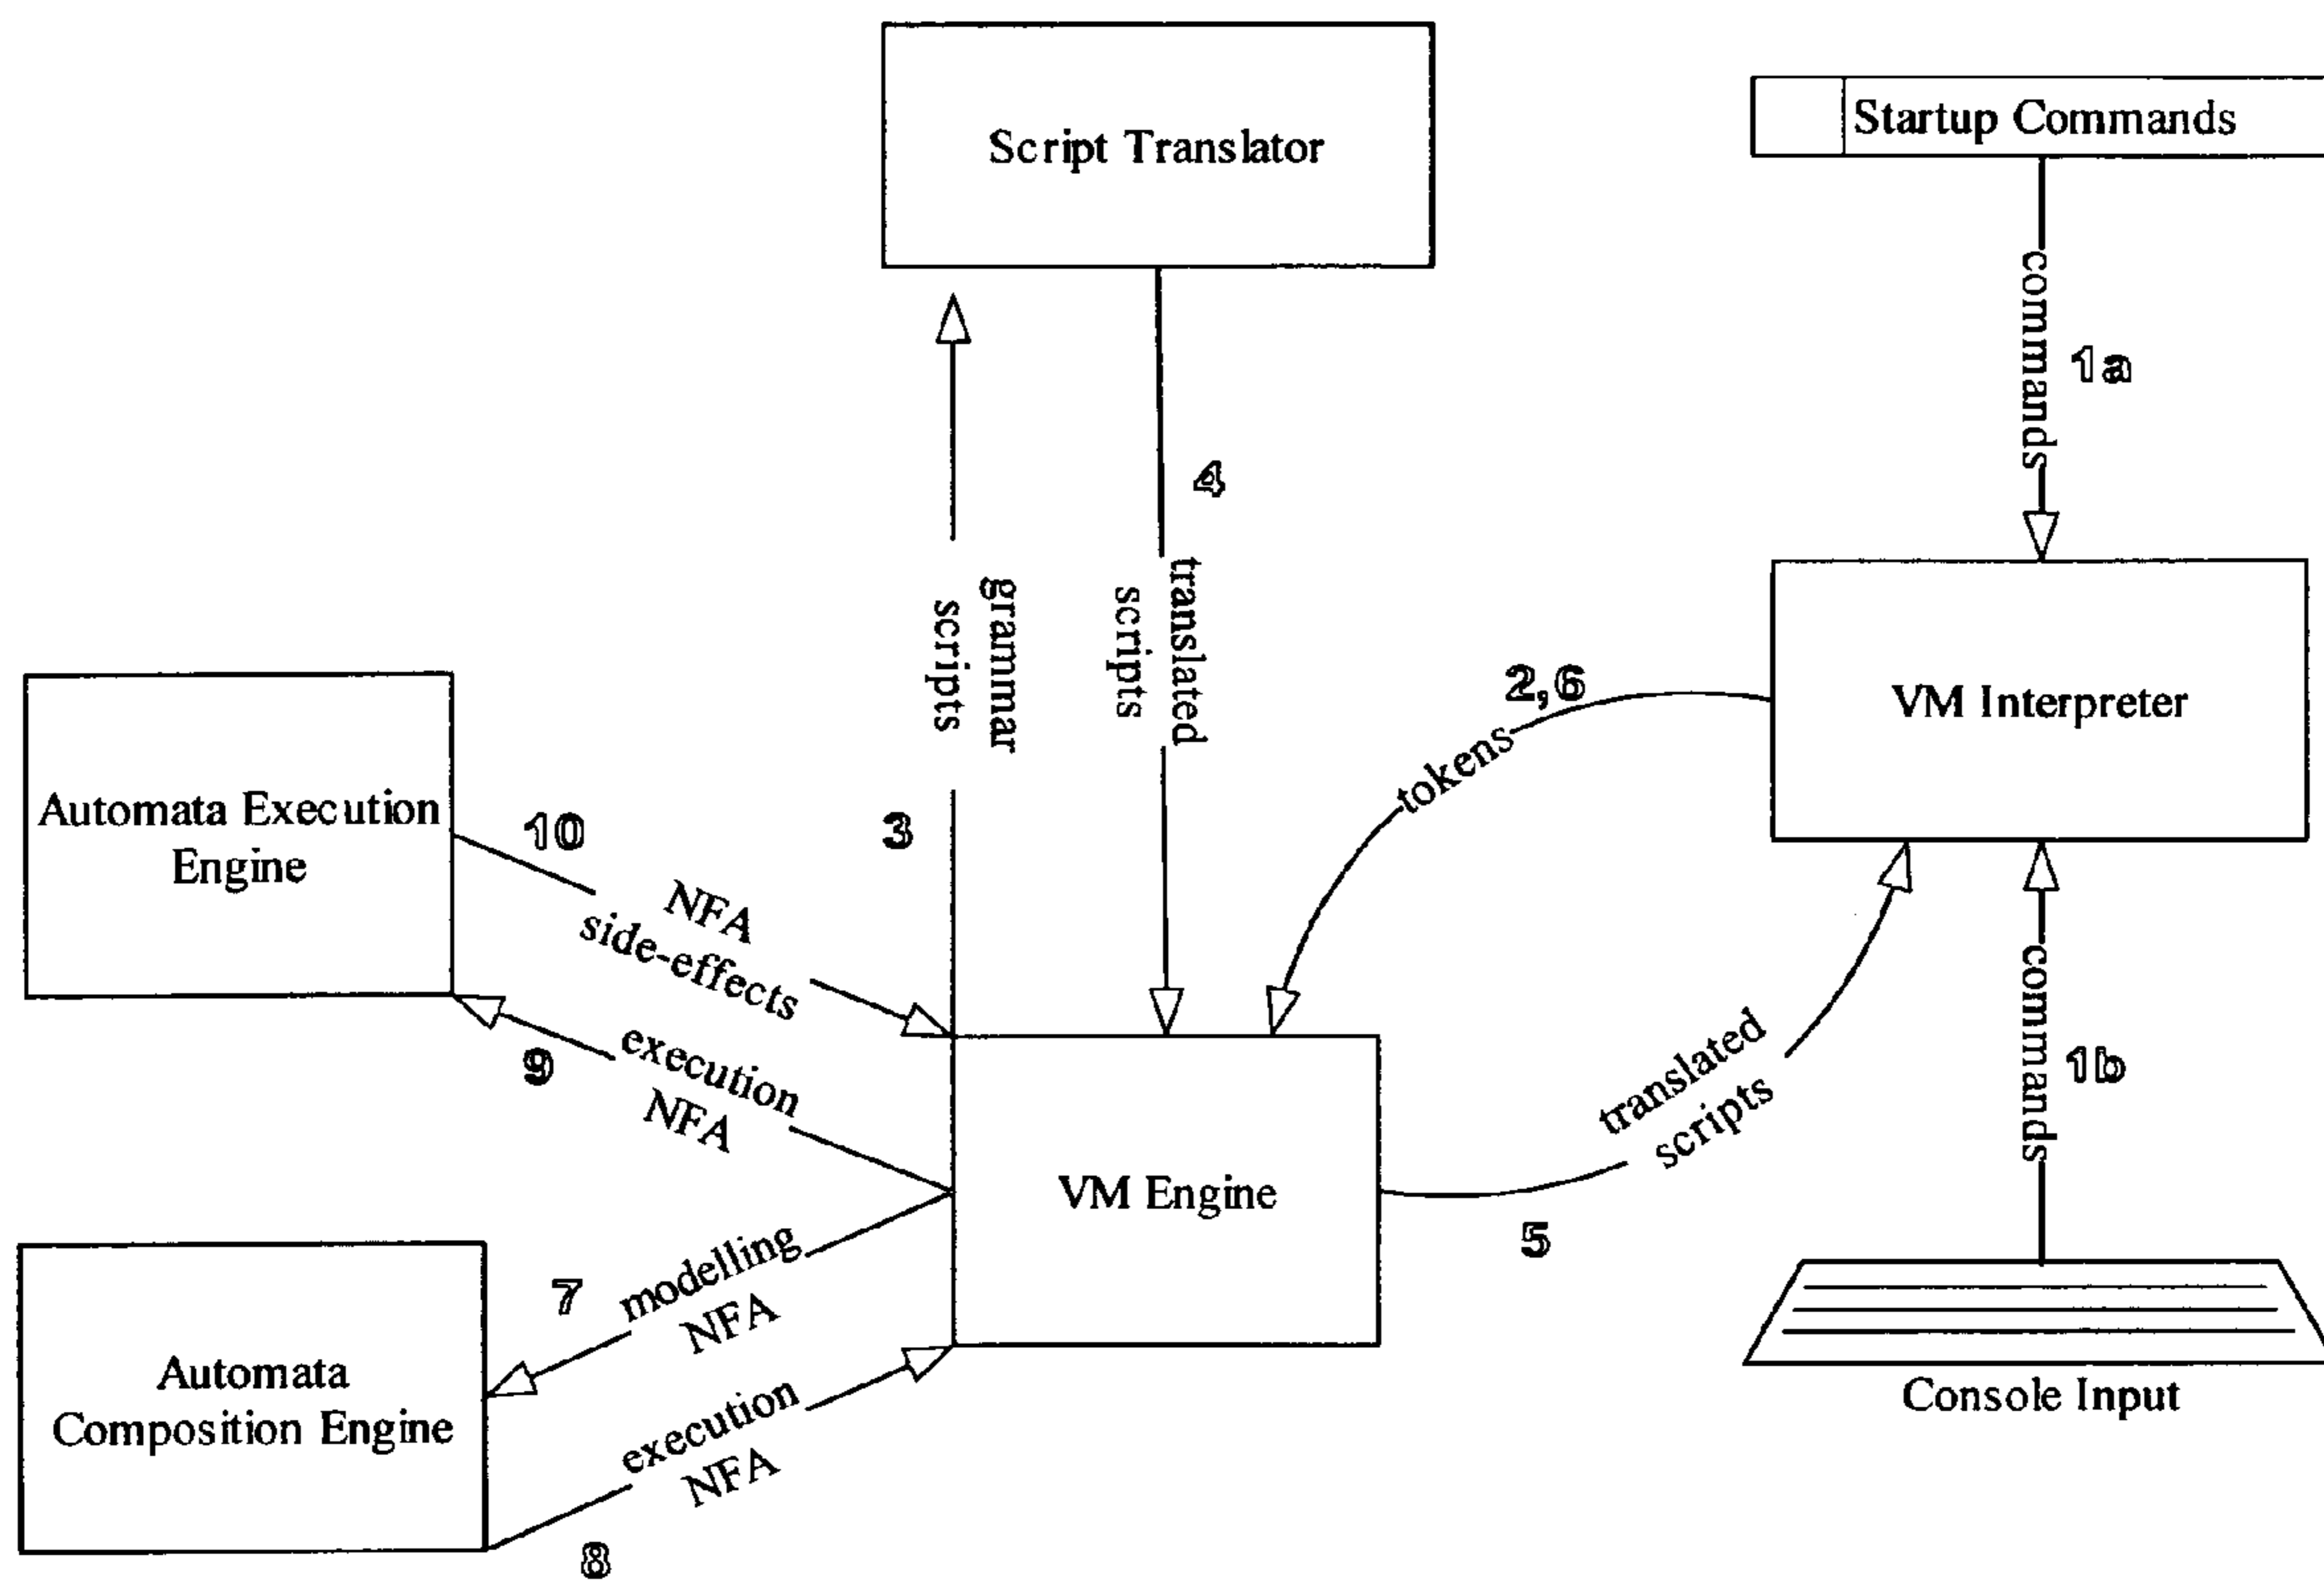 Script Translator
Startup Commands
commands
1a
4
grammar
scripts
translated
scripts
2,6
tokens
VM Interpreter
Automata Execution
Engine
10
3
NFA
side-effects
execution
NFA
9
VM Engine
translated
scripts
5
commands
1b
Console Input
7
modelling
NFA
Automata
Composition Engine
execution
NFA
8